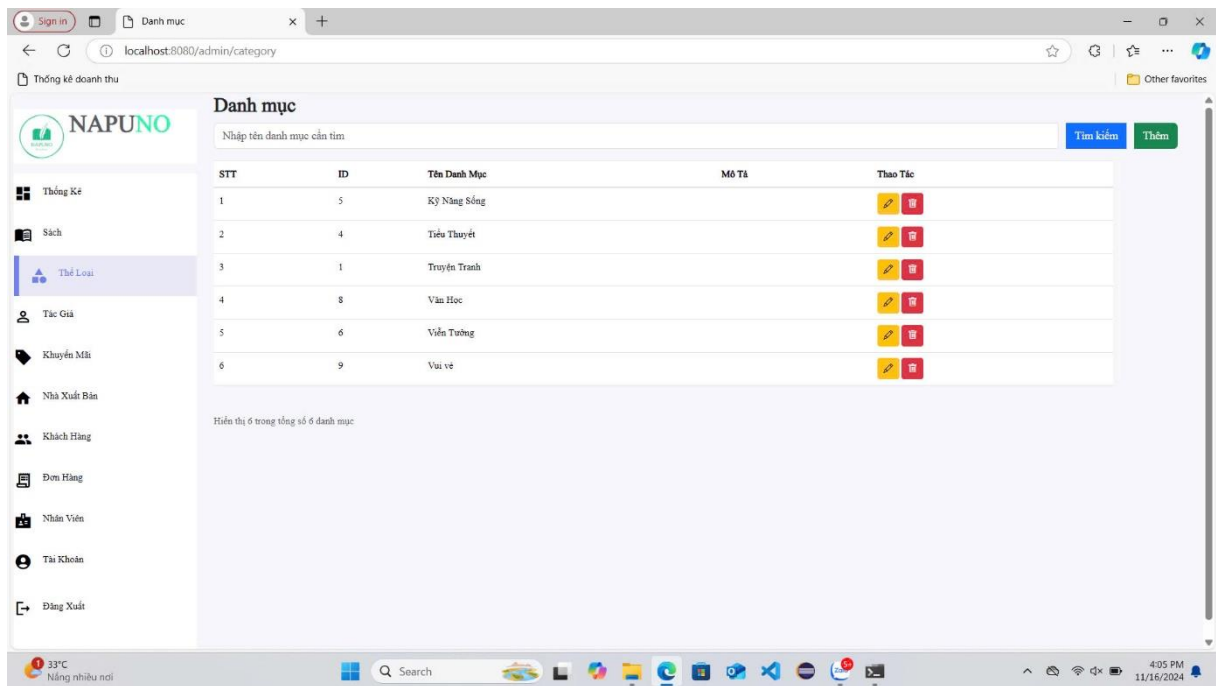 Sign in
Danh muc
localhost:8080/admin/category
Thống kê doanh thu
Other favorites
NAPUNO
Danh mục
Nhập tên danh mục cần tìm
Tìm kiếm
Thêm
STT ID Tên Danh Mục Mô Tả Thao Tác
1 5 Kỹ Năng Sống
2 4 Tiểu Thuyết
3 1 Truyện Tranh
4 8 Văn Học
5 6 Viễn Tưởng
6 9 Vui vẻ
Hiển thị 6 trong tổng số 6 danh mục
Thống Kê
Sách
Thể Loại
Tác Giả
Khuyến Mãi
Nhà Xuất Bản
Khách Hàng
Đơn Hàng
Nhân Viên
Tài Khoản
Đăng Xuất
1
33°C
Nắng nhiều nơi
Search
Zalo
5+
4:05 PM
11/16/2024